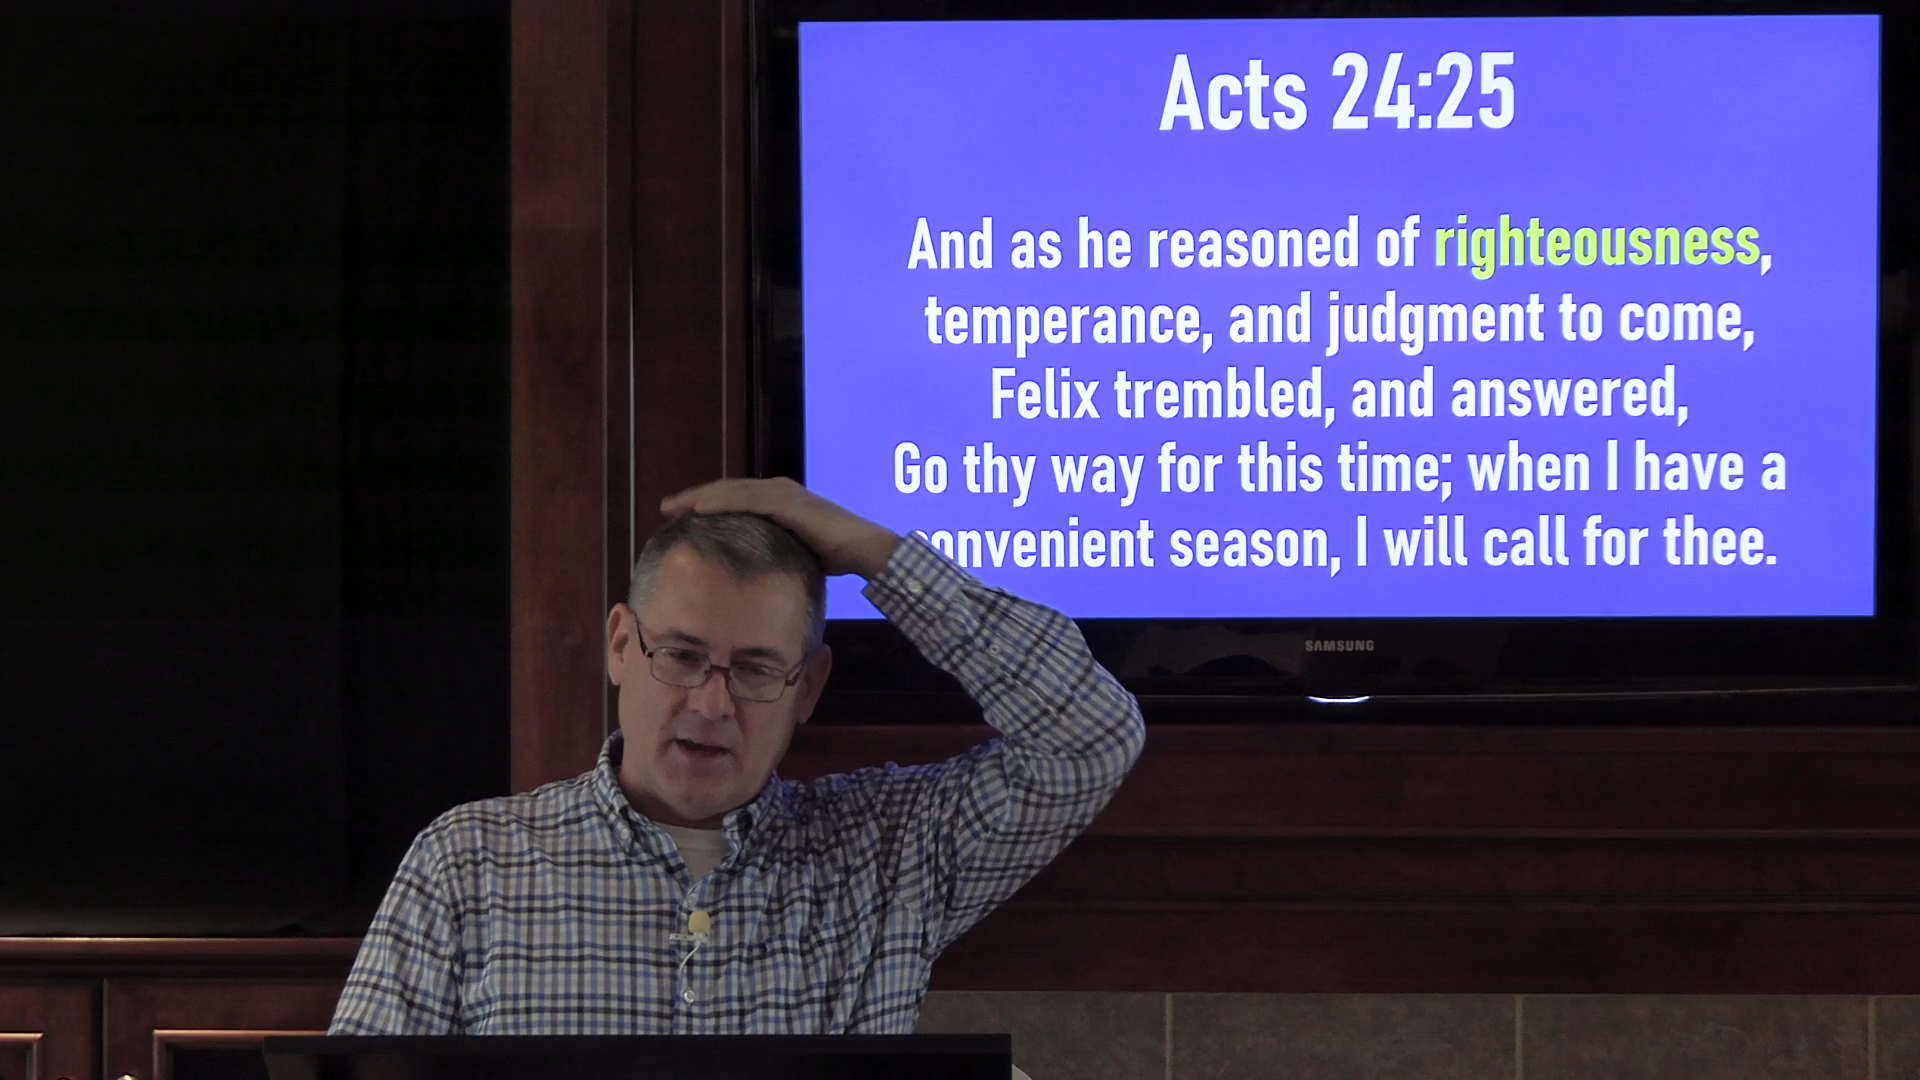 Acts 24:25
And as he reasoned of righteousness,
temperance, and judgment to come,
Felix trembled, and answered,
Go thy way for this time; when I have a
convenient season, I will call for thee.
SAMSUNG